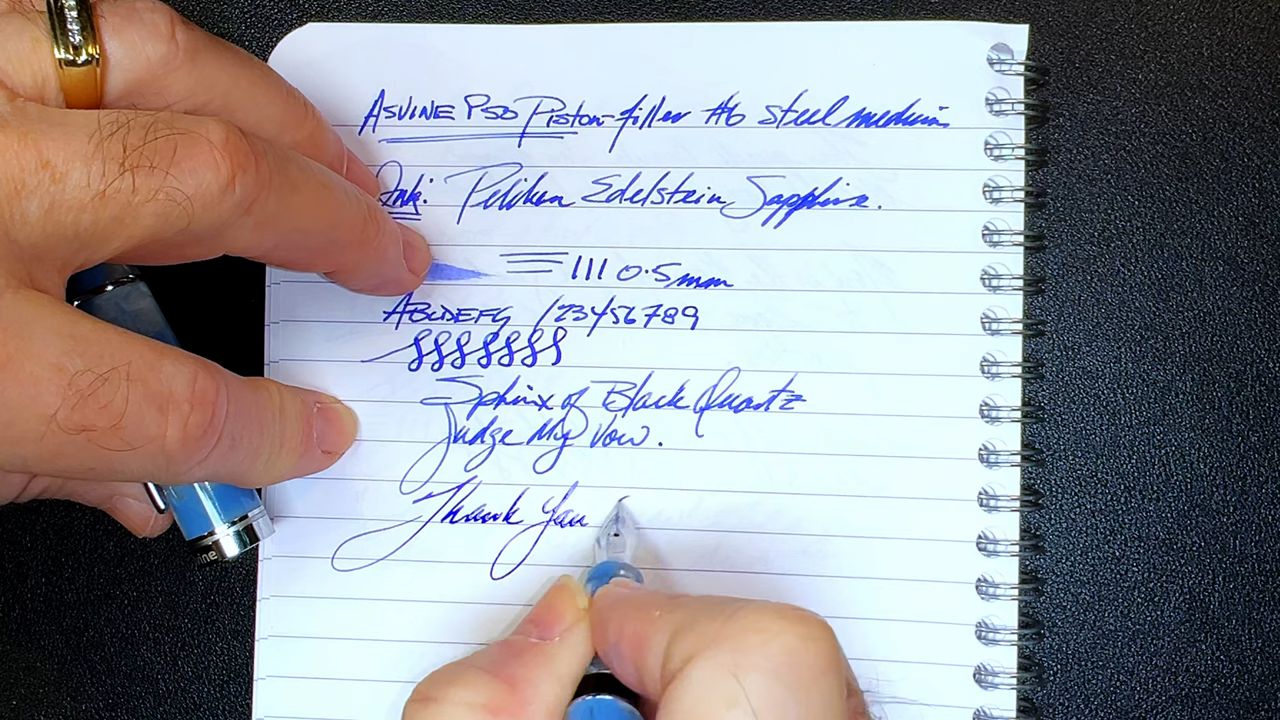 ASVINE P50 Piston-filler #6 steel medium
Ink: Pelikan Edelstein Sapphire.
0.5mm
ABCDEFG 123456789
Sphinx of Black Quartz
Judge My Vow.
Thank You
ine